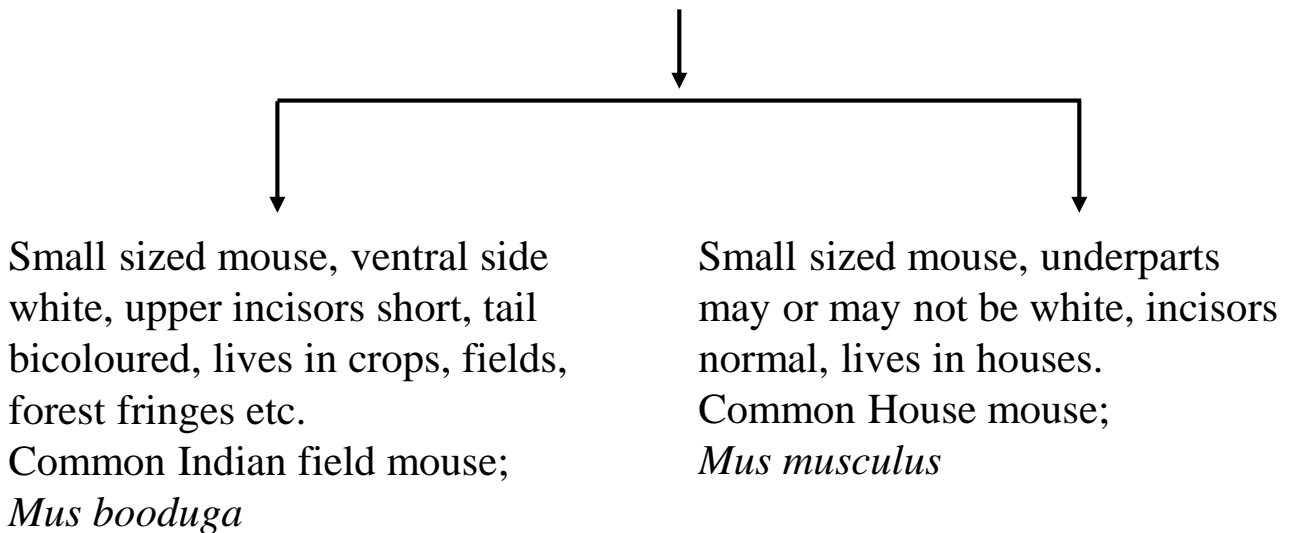 Small sized mouse, ventral side
white, upper incisors short, tail
bicoloured, lives in crops, fields,
forest fringes etc.
Common Indian field mouse;
Mus booduga
Small sized mouse, underparts
may or may not be white, incisors
normal, lives in houses.
Common House mouse;
Mus musculus